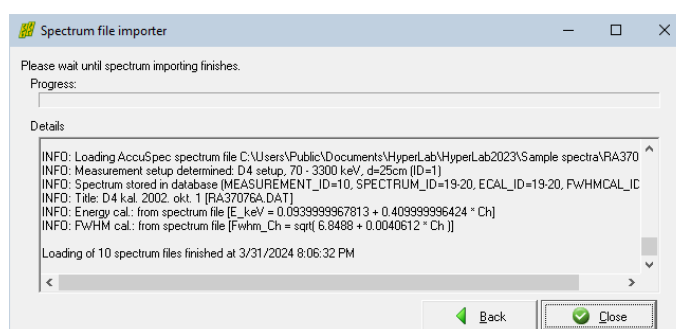 Spectrum file importer
Please wait until spectrum importing finishes.
Progress:
Details
INFO: Loading AccuSpec spectrum file C:\Users\Public\Documents\HyperLab\HyperLab2023\Sample spectra\RA370
INFO: Measurement setup determined: D4 setup, 70 - 3300 keV, d=25cm (ID=1)
INFO: Spectrum stored in database (MEASUREMENT_ID=10, SPECTRUM_ID=19-20, ECAL_ID=19-20, FWHMCAL_ID
INFO: Title: D4 kal. 2002. okt. 1 [RA37076A.DAT]
INFO: Energy cal.: from spectrum file [E_keV = 0.0939999967813 + 0.409999996424 * Ch]
INFO: FWHM cal.: from spectrum file [Fwhm_Ch = sqrt( 6.8488 + 0.0040612 * Ch )]
Loading of 10 spectrum files finished at 3/31/2024 8:06:32 PM
Back Close